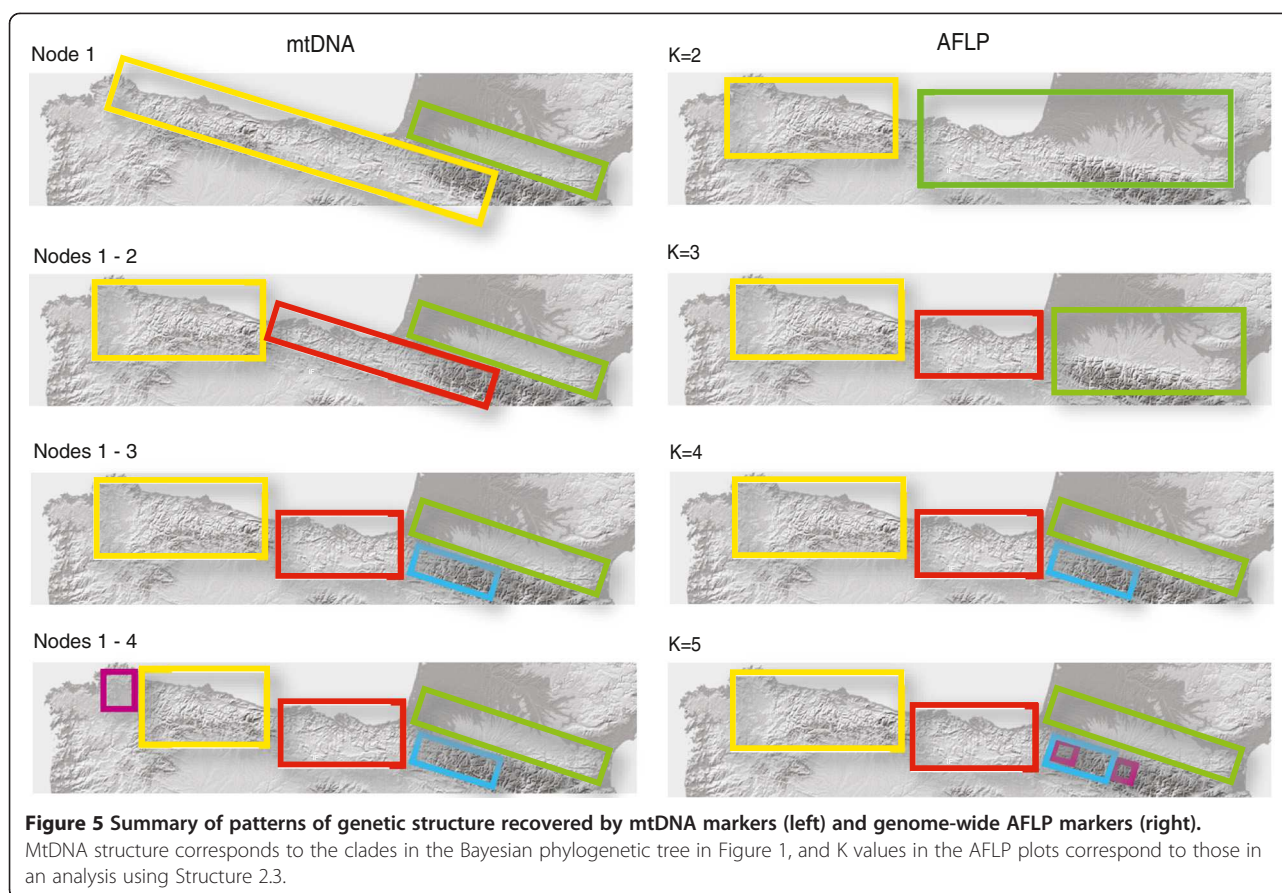 mtDNA
AFLP
Node 1
K=2
Nodes 1 - 2
K=3
Nodes 1 - 3
K=4
Nodes 1 - 4
K=5
Figure 5 Summary of patterns of genetic structure recovered by mtDNA markers (left) and genome-wide AFLP markers (right).
MtDNA structure corresponds to the clades in the Bayesian phylogenetic tree in Figure 1, and K values in the AFLP plots correspond to those in
an analysis using Structure 2.3.